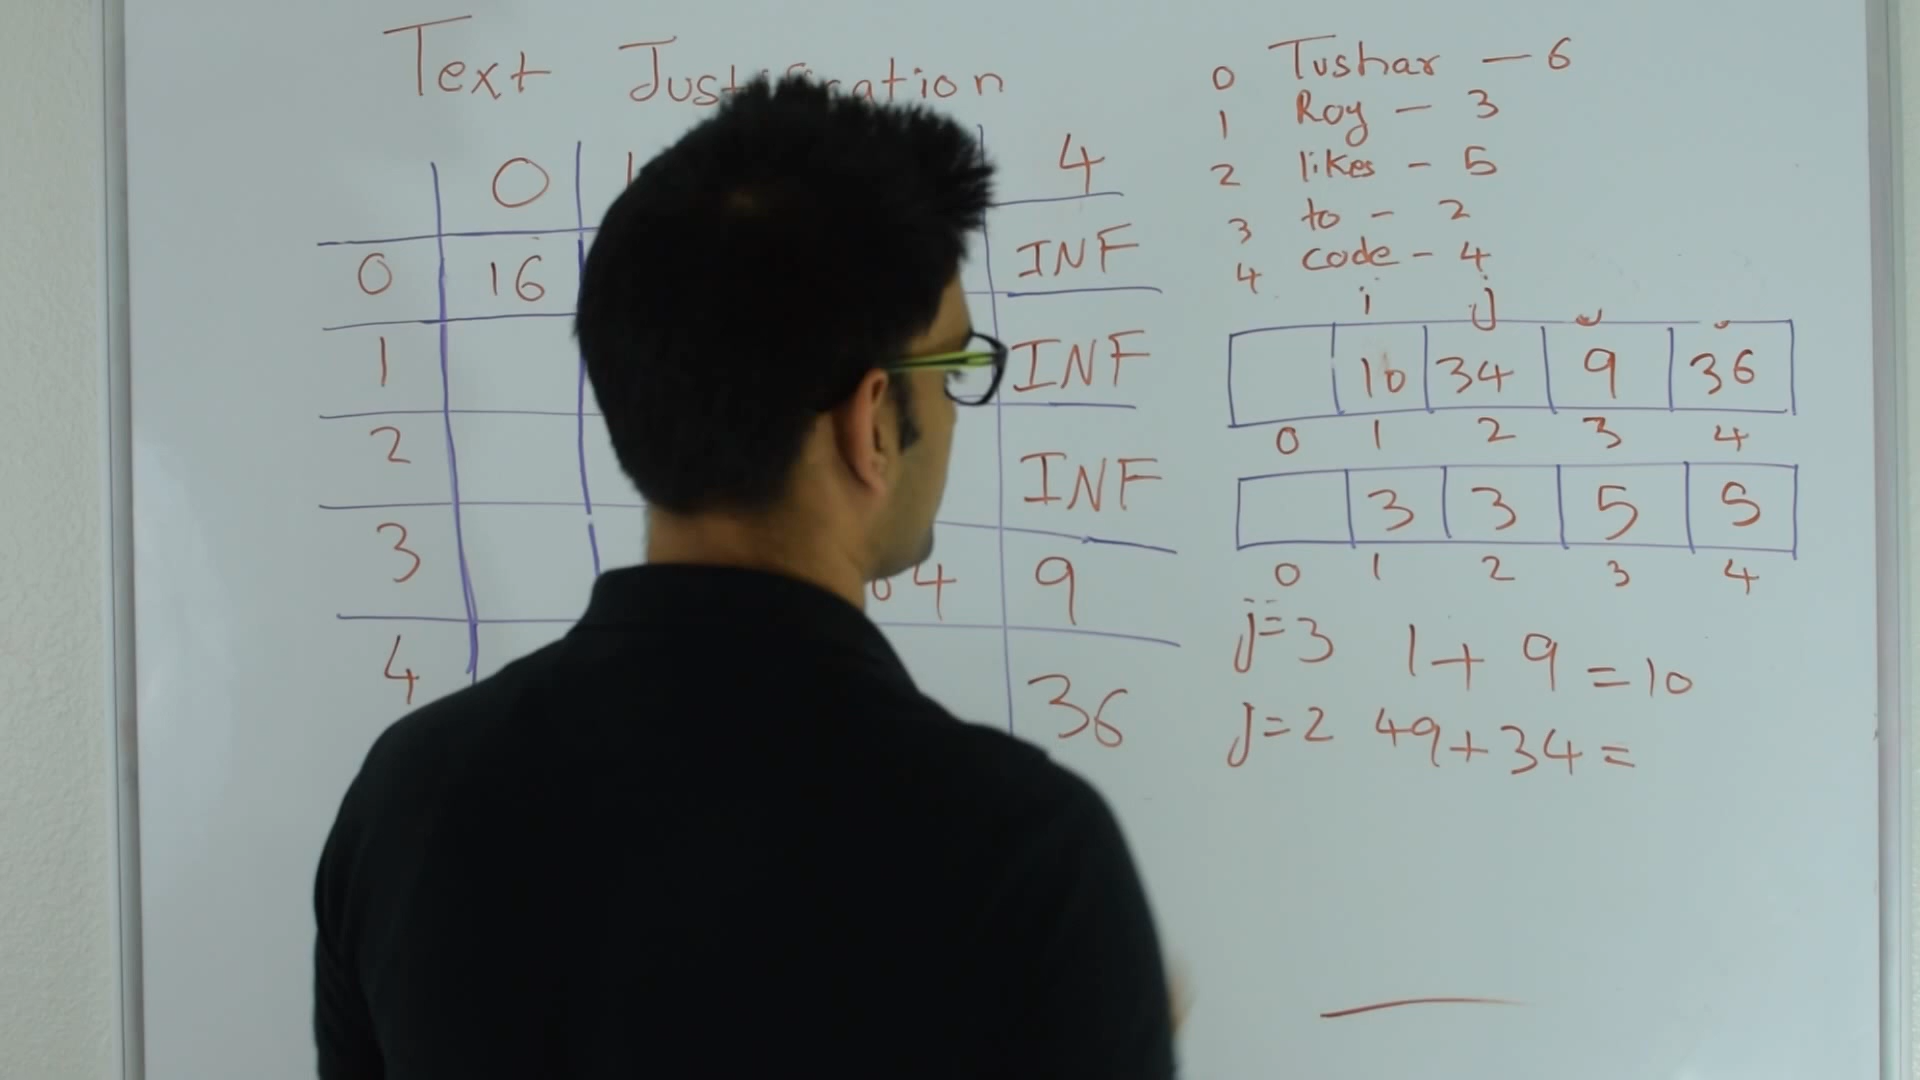 Text Justification
0 4
0 16 INF
1 INF
2 INF
3 64 9
4 36
0 Tushar - 6
1 Roy - 3
2 likes - 5
3 to - 2
4 code - 4
i j
10 34 9 36
0 1 2 3 4
3 3 5 5
0 1 2 3 4
j=3 1+9=10
j=2 49+34=